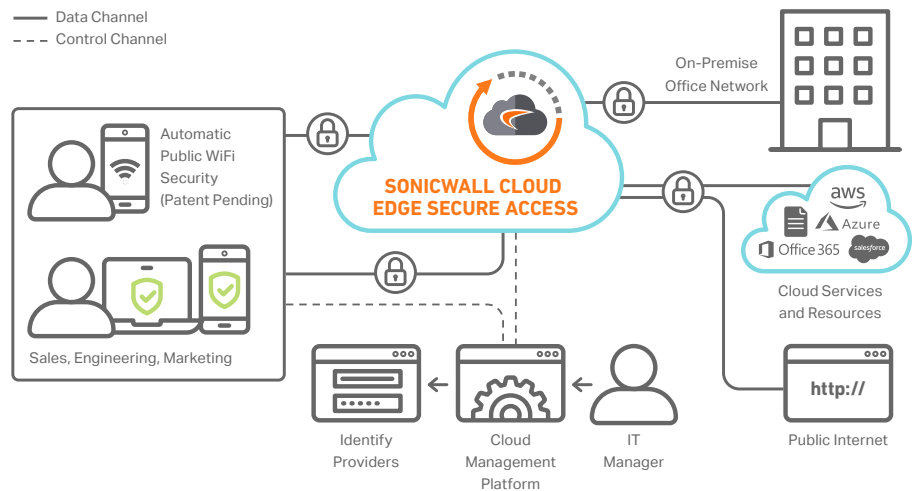 Data Channel
Control Channel
On-Premise
Office Network
Automatic
Public WiFi
Security
(Patent Pending)
SONICWALL CLOUD
EDGE SECURE ACCESS
aws
Azure
Office 365
salesforce
Cloud Services
and Resources
Sales, Engineering, Marketing
http://
Identify
Providers
Cloud
Management
Platform
IT
Manager
Public Internet